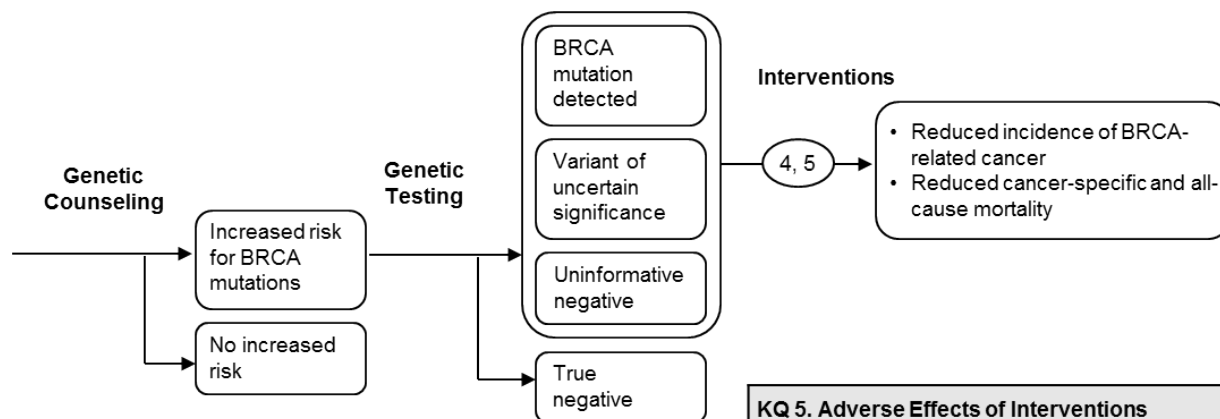 Genetic
Counseling
Increased risk
for BRCA
mutations
No increased
risk
Genetic
Testing
BRCA
mutation
detected
Variant of
uncertain
significance
Uninformative
negative
True
negative
Interventions
4, 5
• Reduced incidence of BRCA-
related cancer
• Reduced cancer-specific and all-
cause mortality
KQ 5. Adverse Effects of Interventions